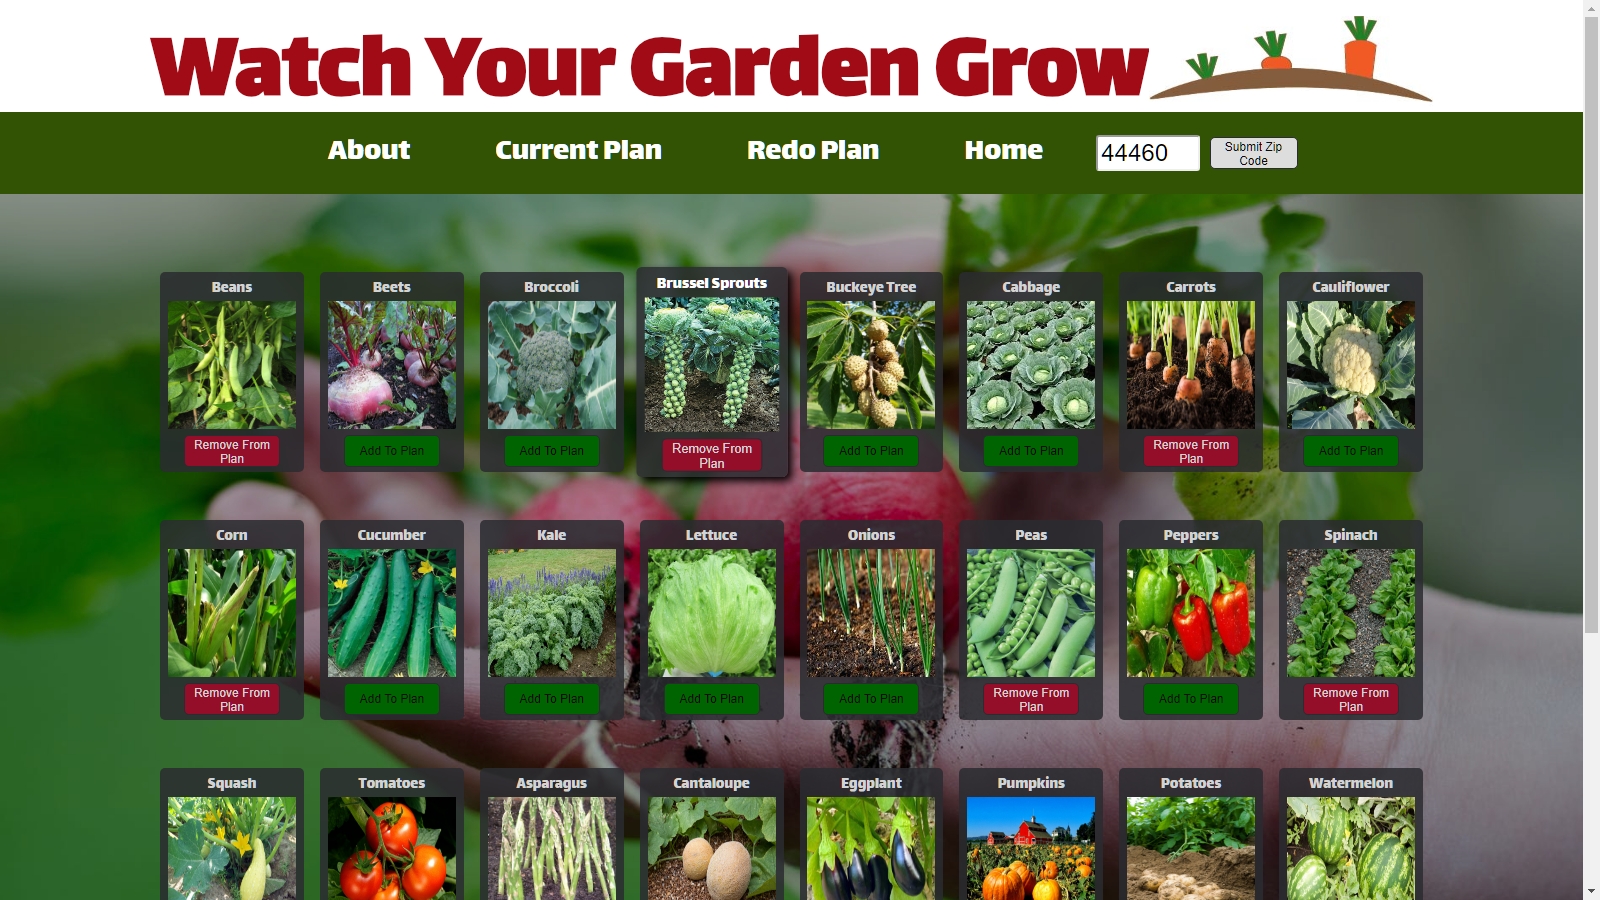 Watch Your Garden Grow
About Current Plan Redo Plan Home 44460 Submit Zip
Code
Beans Beets Broccoli Brussel Sprouts Buckeye Tree Cabbage Carrots Cauliflower
Remove From
Plan
Add To Plan
Add To Plan
Remove From
Plan
Add To Plan
Add To Plan
Remove From
Plan
Add To Plan
Corn Cucumber Kale Lettuce Onions Peas Peppers Spinach
Remove From
Plan
Add To Plan
Add To Plan
Add To Plan
Add To Plan
Remove From
Plan
Add To Plan
Remove From
Plan
Squash Tomatoes Asparagus Cantaloupe Eggplant Pumpkins Potatoes Watermelon